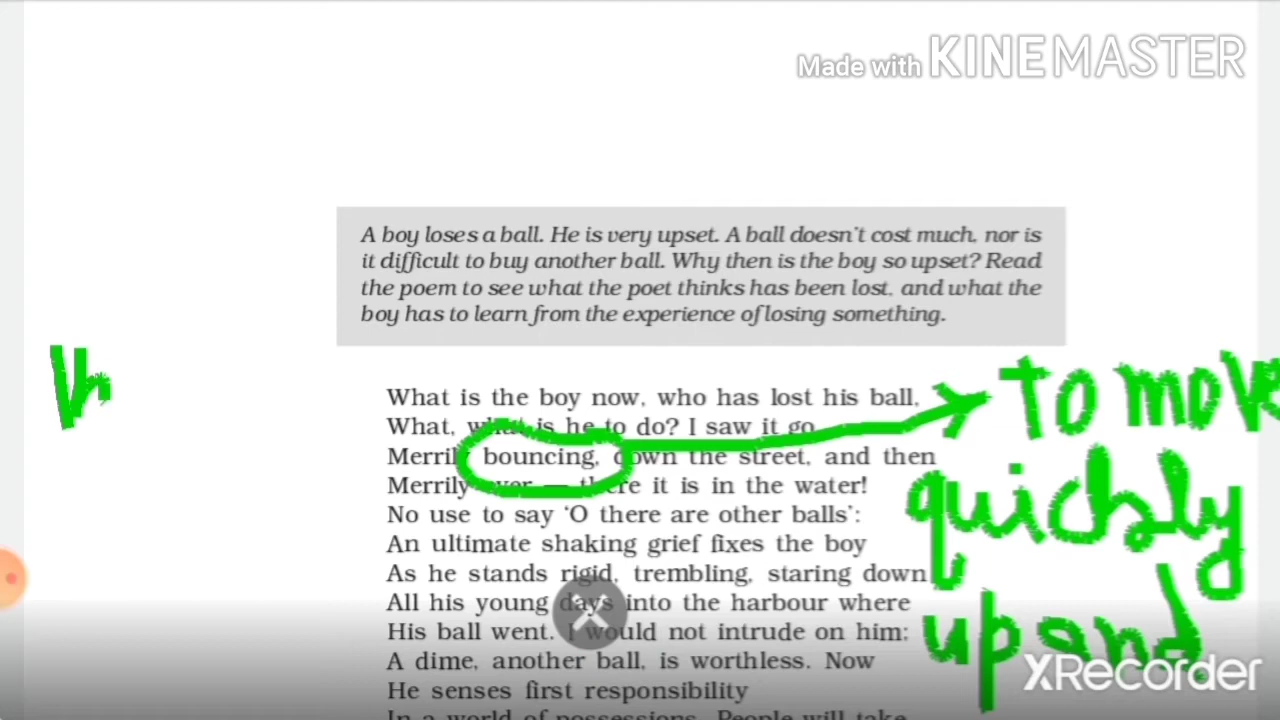 Made with KINEMASTER
A boy loses a ball. He is very upset. A ball doesn't cost much, nor is
it difficult to buy another ball. Why then is the boy so upset? Read
the poem to see what the poet thinks has been lost, and what the
boy has to learn from the experience of losing something.
What is the boy now, who has lost his ball,
What, what is he to do? I saw it go
Merrily bouncing, down the street, and then
Merrily over — there it is in the water!
No use to say ‘O there are other balls’:
An ultimate shaking grief fixes the boy
As he stands rigid, trembling, staring down
All his young days into the harbour where
His ball went. I would not intrude on him;
A dime, another ball, is worthless. Now
He senses first responsibility
In a world of possessions. People will take
to move
quickly
up and
XRecorder